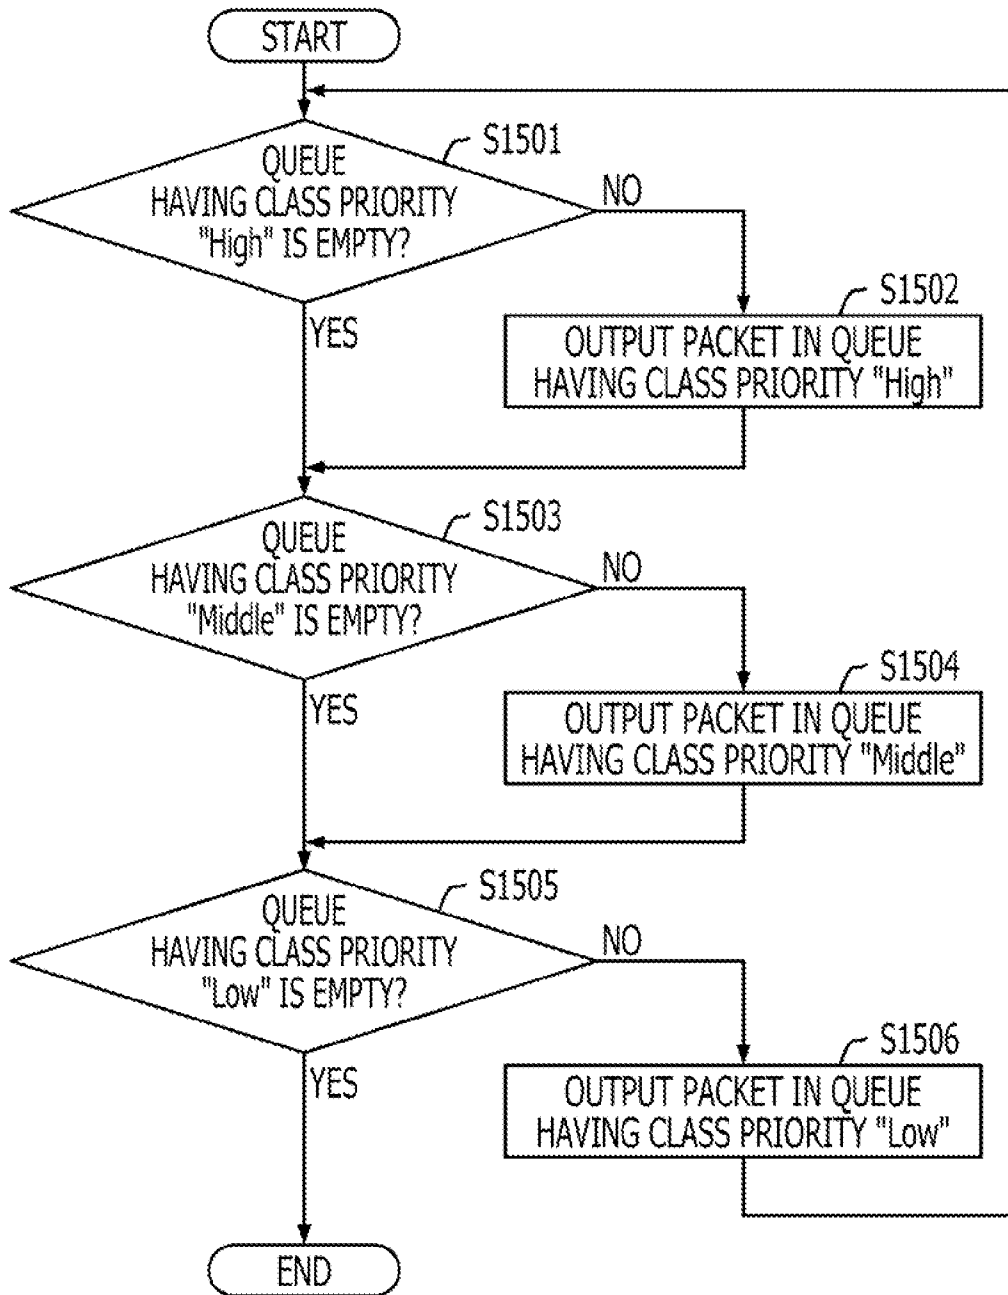 START
S1501
QUEUE
HAVING CLASS PRIORITY
"High" IS EMPTY?
NO
YES
S1502
OUTPUT PACKET IN QUEUE
HAVING CLASS PRIORITY "High"
S1503
QUEUE
HAVING CLASS PRIORITY
"Middle" IS EMPTY?
NO
YES
S1504
OUTPUT PACKET IN QUEUE
HAVING CLASS PRIORITY "Middle"
S1505
QUEUE
HAVING CLASS PRIORITY
"Low" IS EMPTY?
NO
YES
S1506
OUTPUT PACKET IN QUEUE
HAVING CLASS PRIORITY "Low"
END